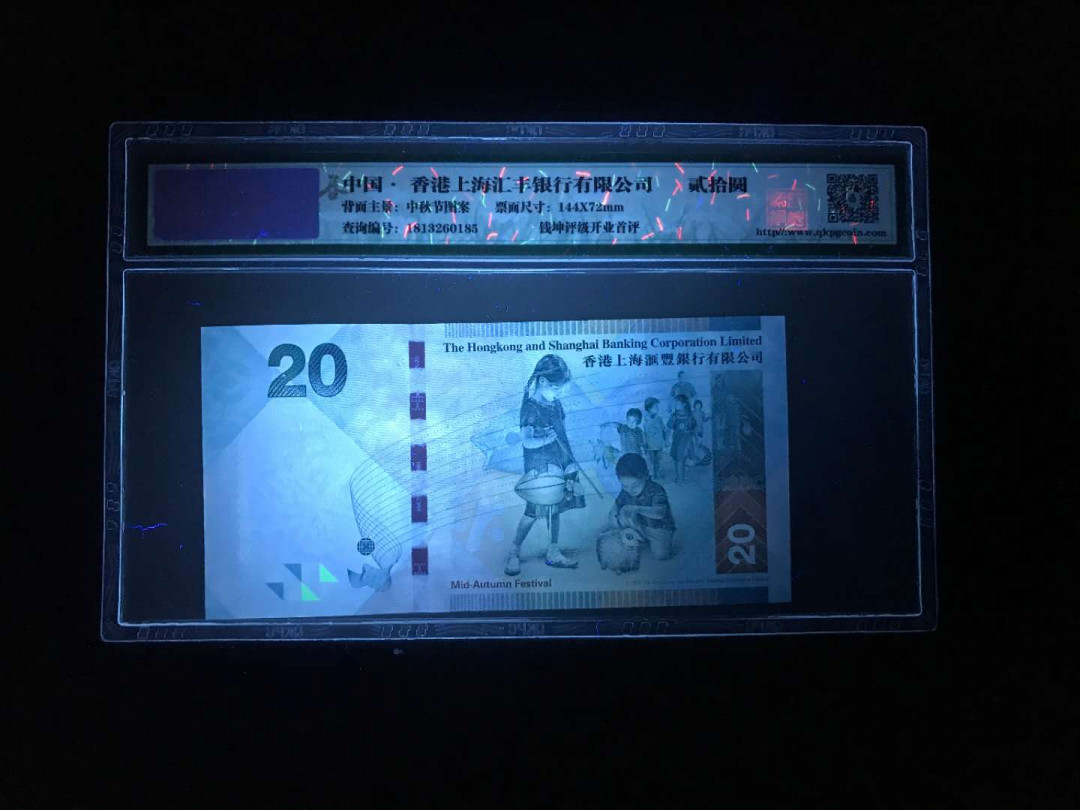 中国· 香港上海汇丰银行有限公司 贰拾圆
背面主景：中秋节图案 票面尺寸：144X72mm
查询编号：1813260185 钱坤评级开业首评
http//:www.qkpgcoin.com
20
The Hongkong and Shanghai Banking Corporation Limited
香港上海滙豐銀行有限公司
20
Mid-Autumn Festival